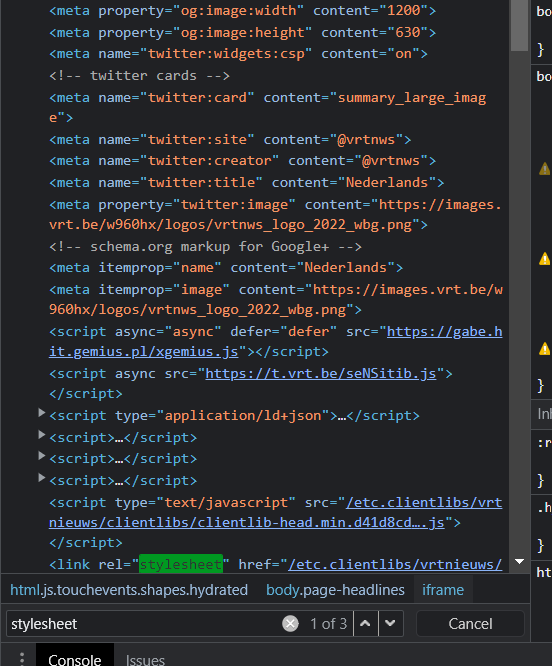 <meta property="og:image:width" content="1200">
<meta property="og:image:height" content="630">
<meta name="twitter:widgets:csp" content="on">
<!-- twitter cards -->
<meta name="twitter:card" content="summary_large_imag
e">
<meta name="twitter:site" content="@vrtnws">
<meta name="twitter:creator" content="@vrtnws">
<meta name="twitter:title" content="Nederlands">
<meta property="twitter:image" content="https://images.
vrt.be/w960hx/logos/vrtnws_logo_2022_wbg.png">
<!-- schema.org markup for Google+ -->
<meta itemprop="name" content="Nederlands">
<meta itemprop="image" content="https://images.vrt.be/w
960hx/logos/vrtnws_logo_2022_wbg.png">
<script async="async" defer="defer" src="https://gabe.h
it.gemius.pl/xgemius.js"></script>
<script async src="https://t.vrt.be/seNSitib.js">
</script>
<script type="application/ld+json">…</script>
<script>…</script>
<script>…</script>
<script>…</script>
<script type="text/javascript" src="/etc.clientlibs/vrt
nieuws/clientlibs/clientlib-head.min.d41d8cd….js">
</script>
<link rel="stylesheet" href="/etc.clientlibs/vrtnieuws/
html.js.touchevents.shapes.hydrated body.page-headlines iframe
stylesheet 1 of 3 Cancel
Console Issues
bo
}
bo
}
Inh
:r
}
.h
}
ht